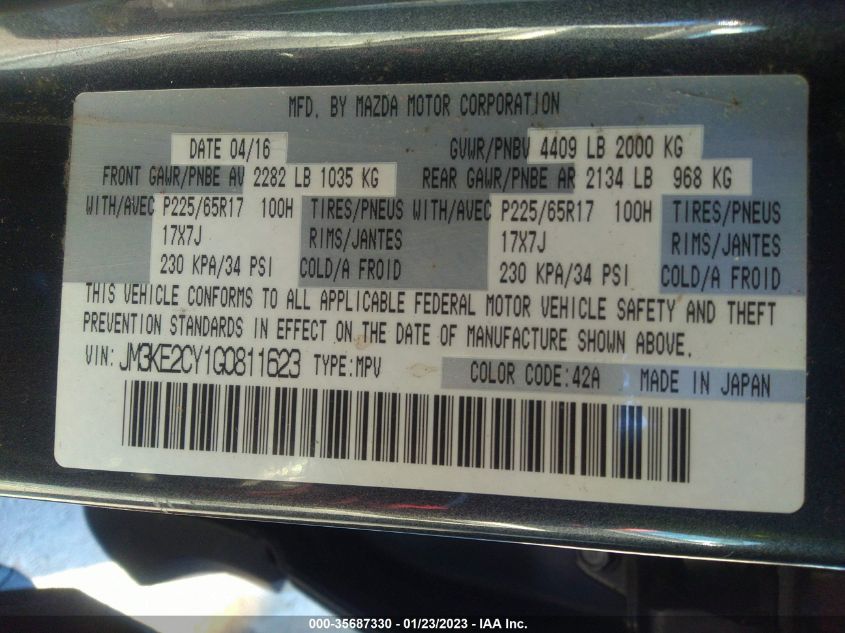 MFD. BY MAZDA MOTOR CORPORATION
DATE 04/16 GVWR/PNBV 4409 LB 2000 KG
FRONT GAWR/PNBE AV 2282 LB 1035 KG REAR GAWR/PNBE AR 2134 LB 968 KG
WITH/AVEC P225/65R17 100H TIRES/PNEUS WITH/AVEC P225/65R17 100H TIRES/PNEUS
17X7J RIMS/JANTES 17X7J RIMS/JANTES
230 KPA/34 PSI COLD/A FROID 230 KPA/34 PSI COLD/A FROID
THIS VEHICLE CONFORMS TO ALL APPLICABLE FEDERAL MOTOR VEHICLE SAFETY AND THEFT
PREVENTION STANDARDS IN EFFECT ON THE DATE OF MANUFACTURE SHOWN ABOVE.
VIN: JM3KE2CY1G0811623 TYPE:MPV COLOR CODE:42A MADE IN JAPAN
000-35687330 - 01/23/2023 - IAA Inc.